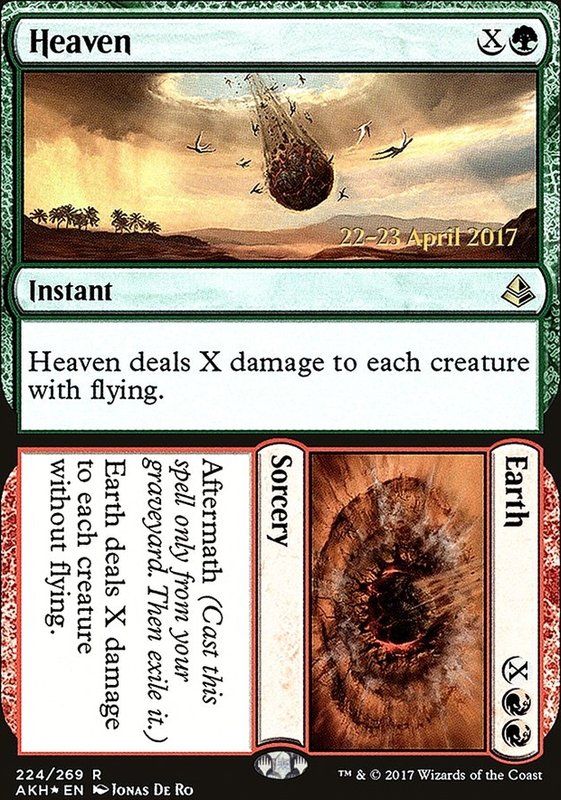 Heaven
X
22-23 April 2017
Instant
Heaven deals X damage to each creature
with flying.
Earth
X
Sorcery
Aftermath (Cast this
spell only from your
graveyard. Then exile it.)
Earth deals X damage
to each creature
without flying.
224/269 R
AKH★EN Jonas De Ro
™ & © 2017 Wizards of the Coast